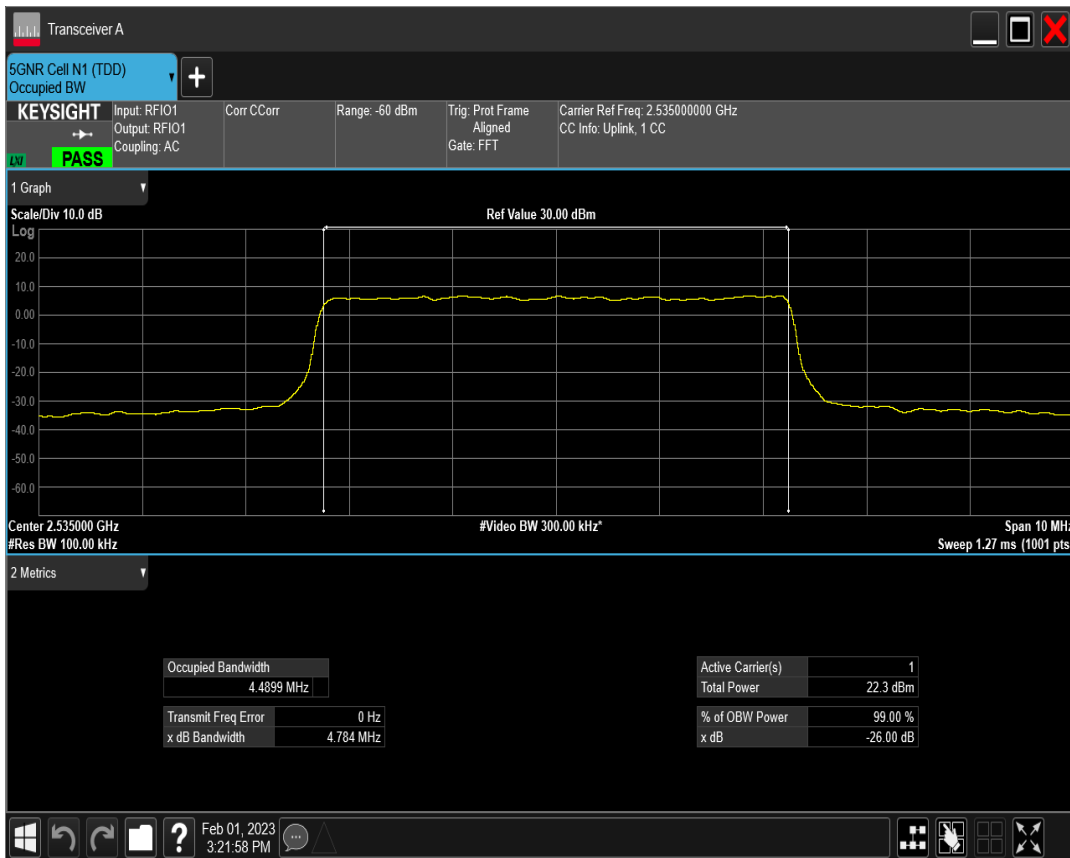 Transceiver A
5GNR Cell N1 (TDD)
Occupied BW
+
KEYSIGHT
LXI
PASS
Input: RFIO1
Output: RFIO1
Coupling: AC
Corr CCorr
Range: -60 dBm
Trig: Prot Frame
Aligned
Gate: FFT
Carrier Ref Freq: 2.535000000 GHz
CC Info: Uplink, 1 CC
1 Graph
Scale/Div 10.0 dB
Ref Value 30.00 dBm
Log
20.0
10.0
0.00
-10.0
-20.0
-30.0
-40.0
-50.0
-60.0
Center 2.535000 GHz
#Video BW 300.00 kHz*
Span 10 MHz
#Res BW 100.00 kHz
Sweep 1.27 ms (1001 pts
2 Metrics
Occupied Bandwidth
4.4899 MHz
Transmit Freq Error 0 Hz
x dB Bandwidth 4.784 MHz
Active Carrier(s) 1
Total Power 22.3 dBm
% of OBW Power 99.00 %
x dB -26.00 dB
?
Feb 01, 2023
3:21:58 PM